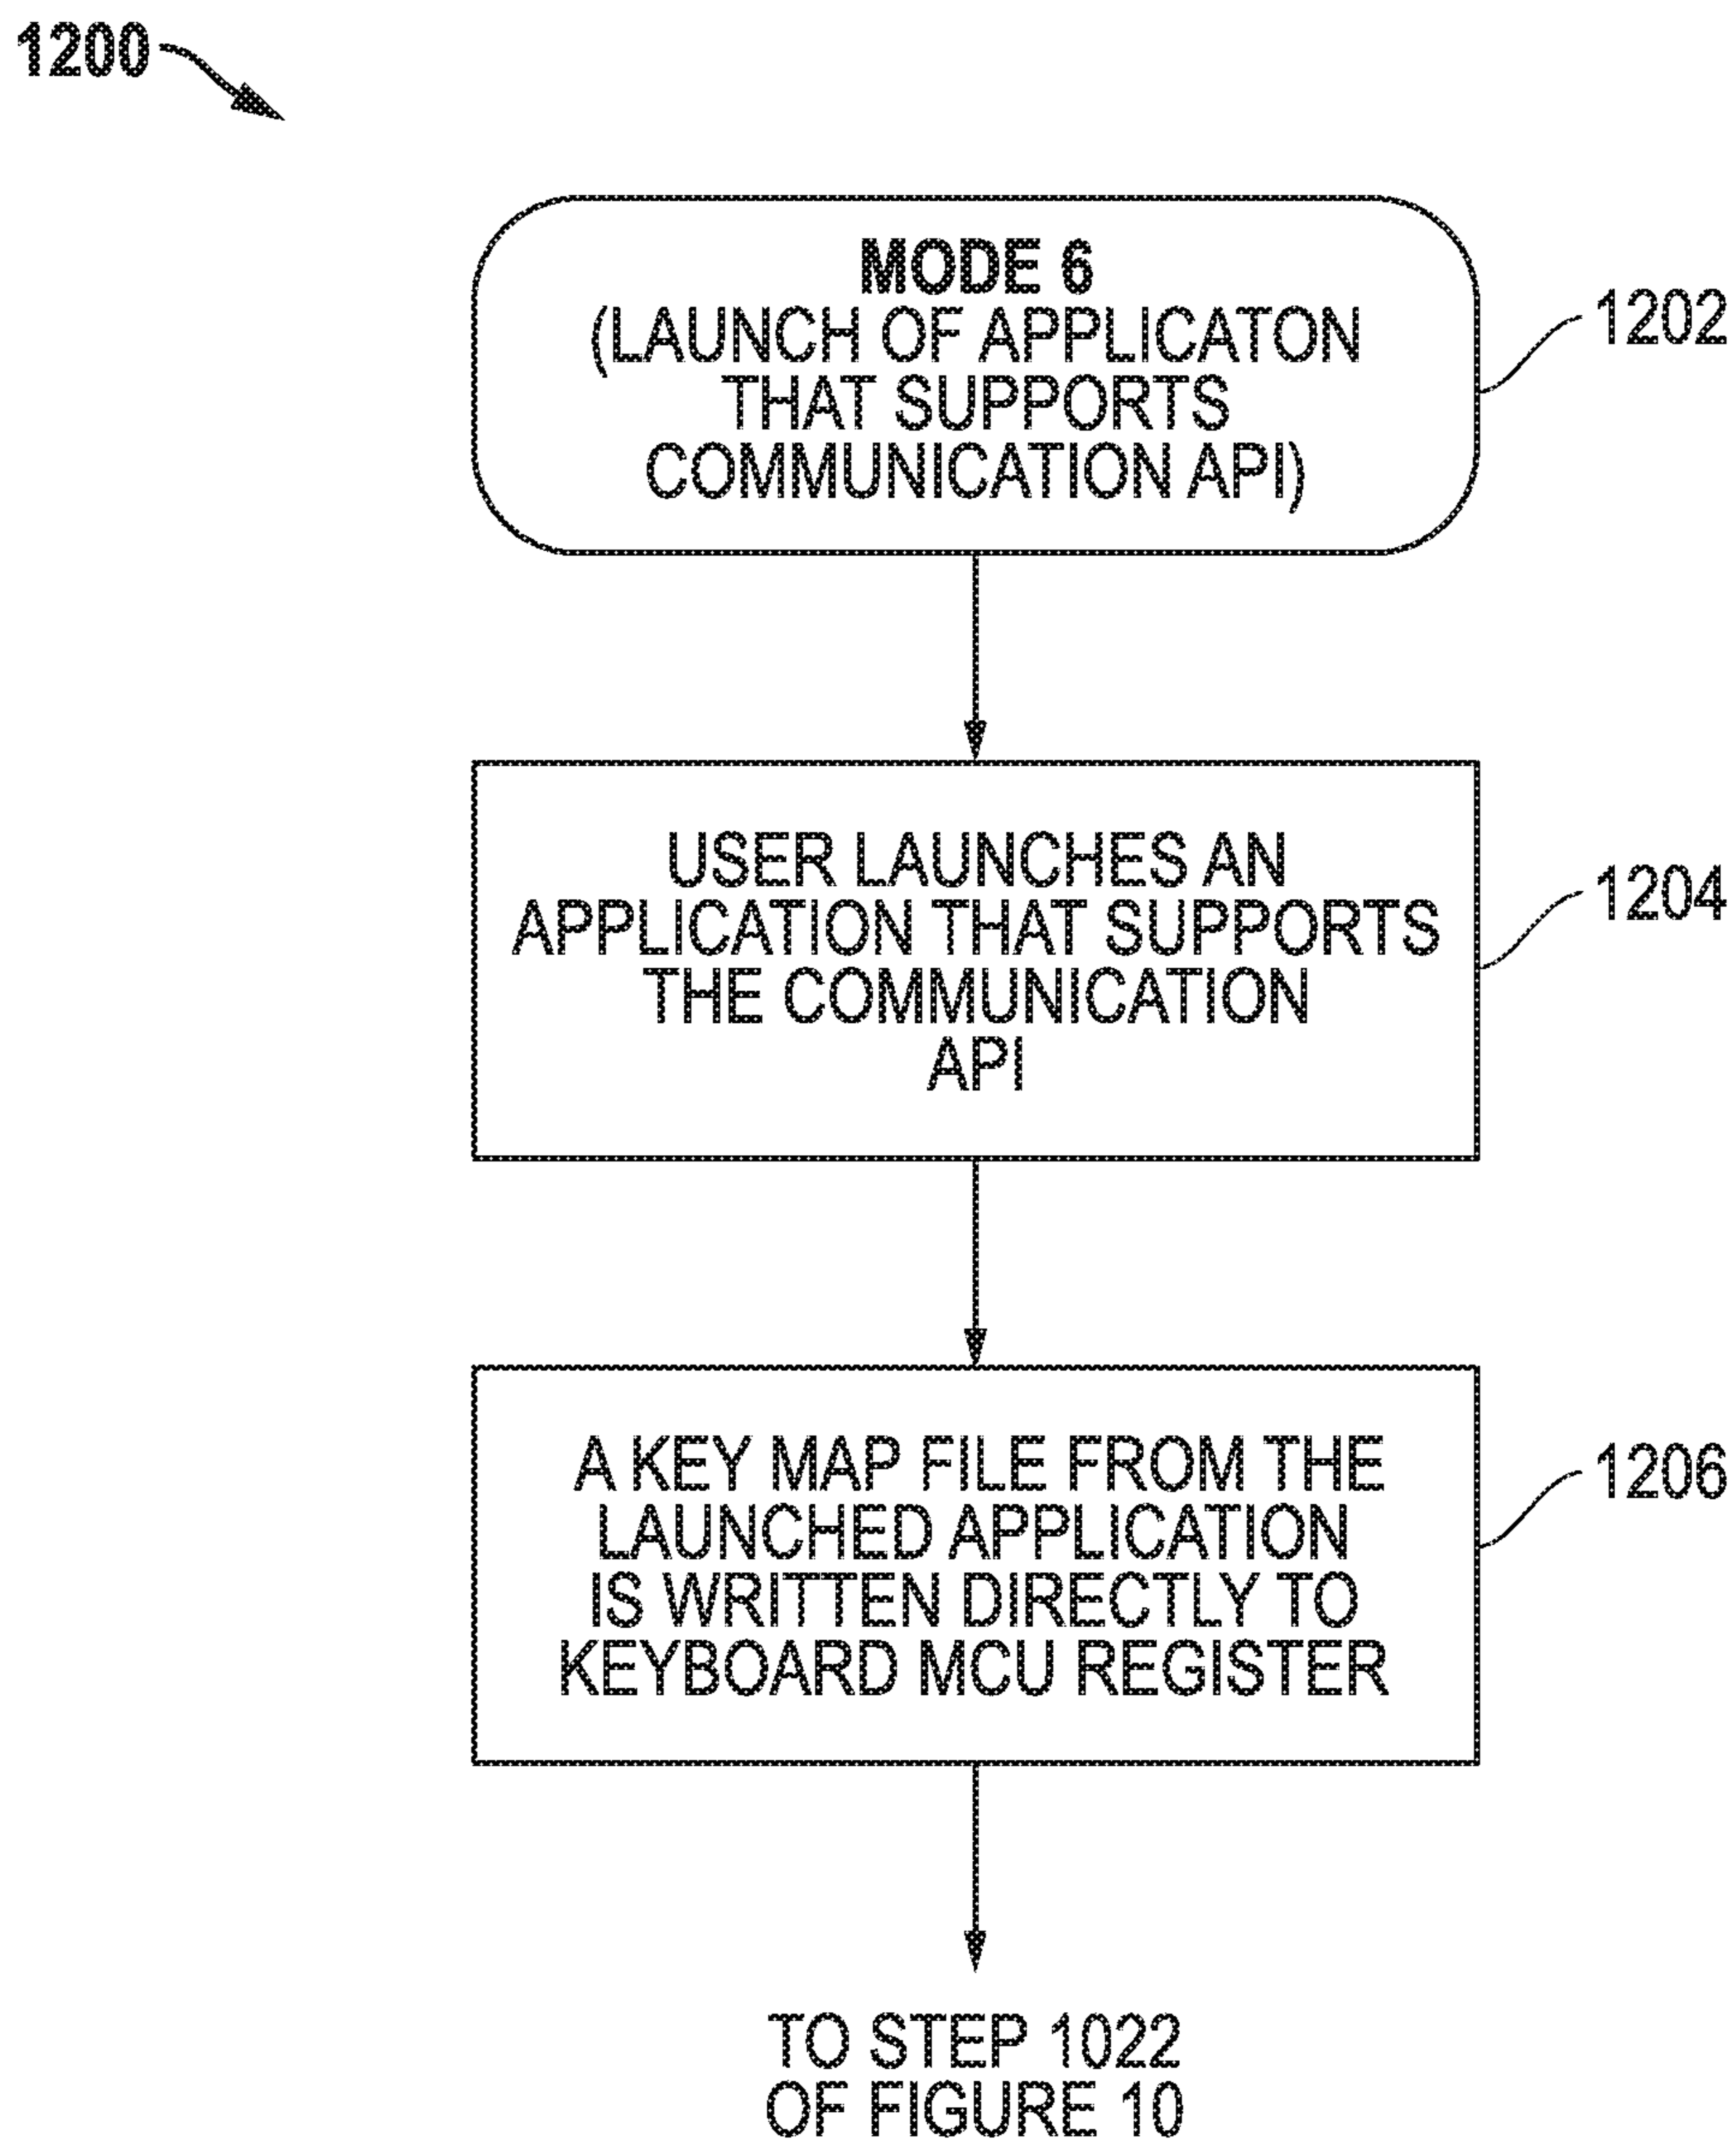 1200
MODE 6
(LAUNCH OF APPLICATON
THAT SUPPORTS
COMMUNICATION API)
1202
USER LAUNCHES AN
APPLICATION THAT SUPPORTS
THE COMMUNICATION
API
1204
A KEY MAP FILE FROM THE
LAUNCHED APPLICATION
IS WRITTEN DIRECTLY TO
KEYBOARD MCU REGISTER
1206
TO STEP 1022
OF FIGURE 10